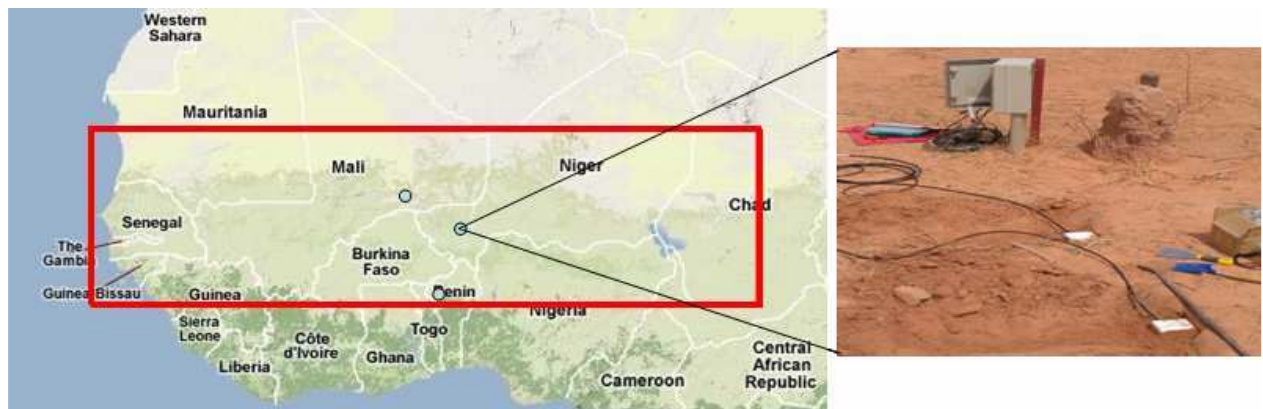 Western
Sahara
Mauritania
Mali
Niger
Chad
Senegal
The
Gambia
Burkina
Faso
Guinea Bissau
Guinea
Benin
Nigeria
Sierra
Leone
Côte
d'Ivoire
Togo
Ghana
Liberia
Central
African
Republic
Cameroon